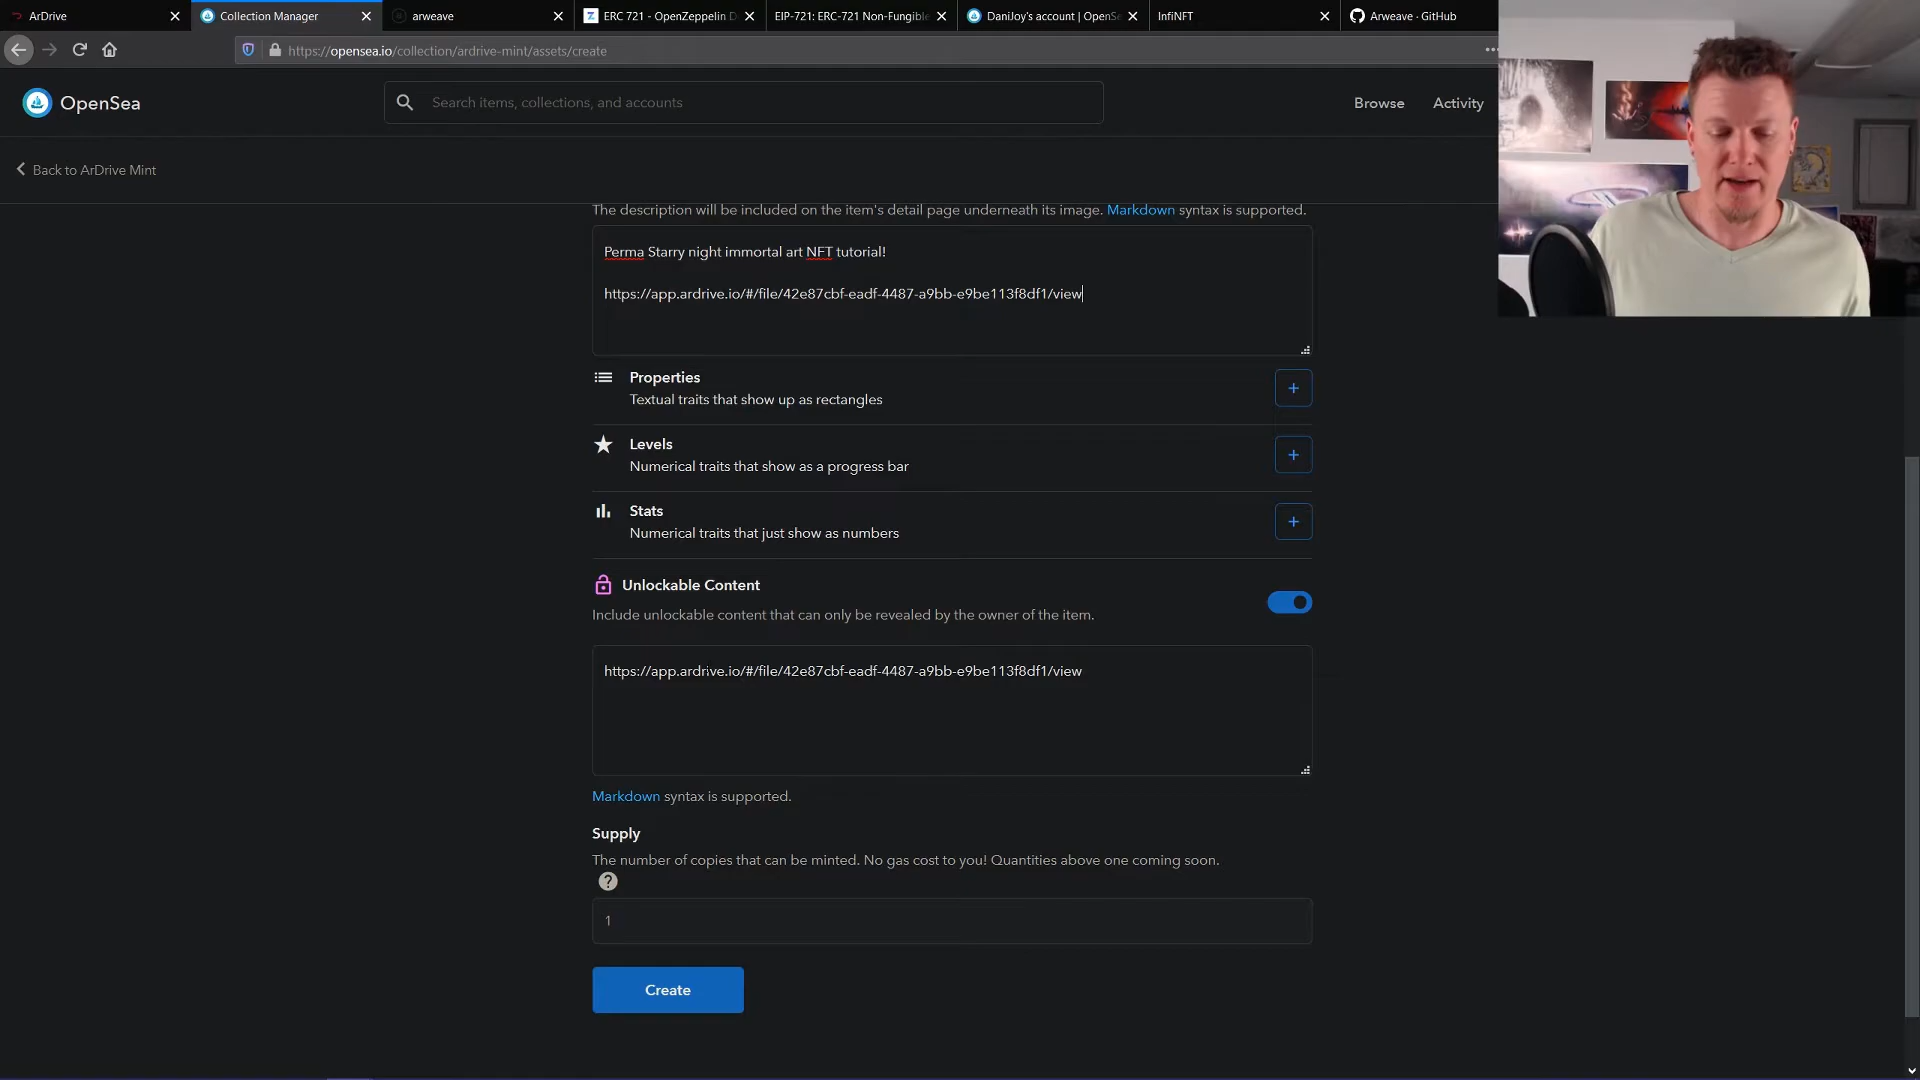 ArDrive
Collection Manager
arweave
ERC 721 - OpenZeppelin D
EIP-721: ERC-721 Non-Fungible
DaniJoy's account | OpenSe
InfiNFT
Arweave · GitHub
https://opensea.io/collection/ardrive-mint/assets/create
OpenSea
Search items, collections, and accounts
Browse
Activity
Back to ArDrive Mint
The description will be included on the item's detail page underneath its image. Markdown syntax is supported.
Perma Starry night immortal art NFT tutorial!
https://app.ardrive.io/#/file/42e87cbf-eadf-4487-a9bb-e9be113f8df1/view
Properties
Textual traits that show up as rectangles
Levels
Numerical traits that show as a progress bar
Stats
Numerical traits that just show as numbers
Unlockable Content
Include unlockable content that can only be revealed by the owner of the item.
https://app.ardrive.io/#/file/42e87cbf-eadf-4487-a9bb-e9be113f8df1/view
Markdown syntax is supported.
Supply
The number of copies that can be minted. No gas cost to you! Quantities above one coming soon.
?
1
Create